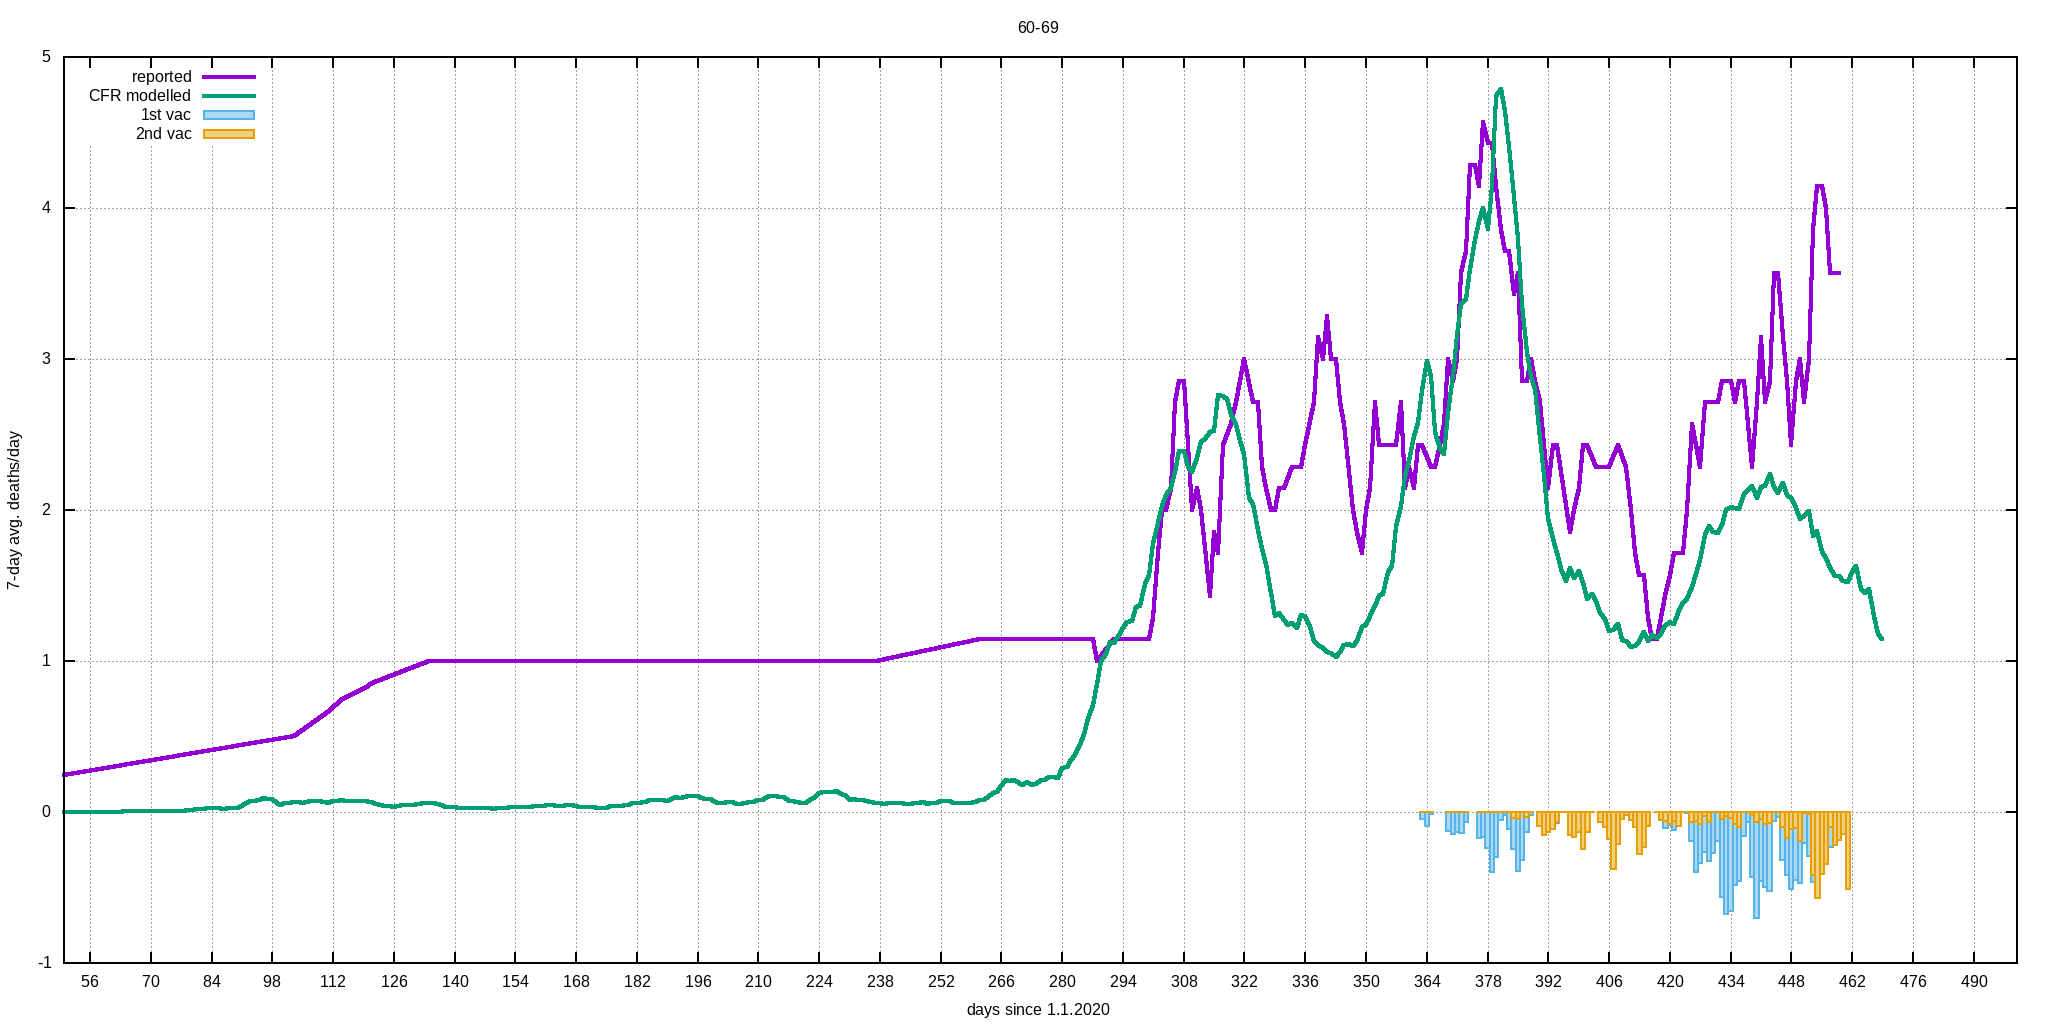 60-69
5
4
3
2
1
0
-1
7-day avg. deaths/day
reported
CFR modelled
1st vac
2nd vac
56 70 84 98 112 126 140 154 168 182 196 210 224 238 252 266 280 294 308 322 336 350 364 378 392 406 420 434 448 462 476 490
days since 1.1.2020